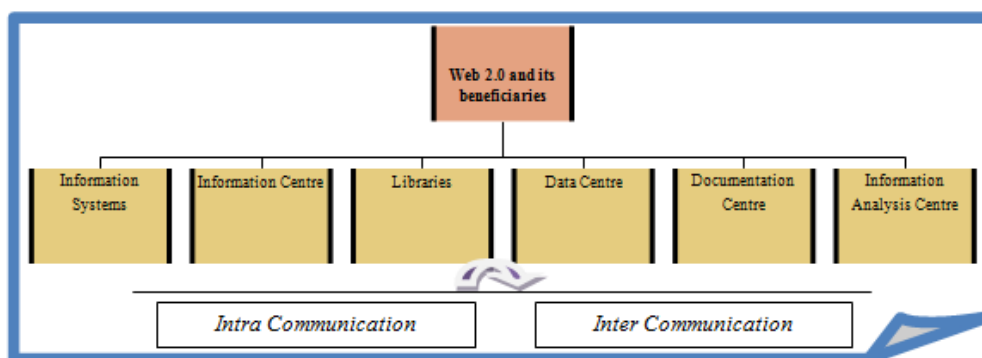 Web 2.0 and its
beneficiaries
Information
Systems
Information Centre
Libraries
Data Centre
Documentation
Centre
Information
Analysis Centre
Intra Communication
Inter Communication